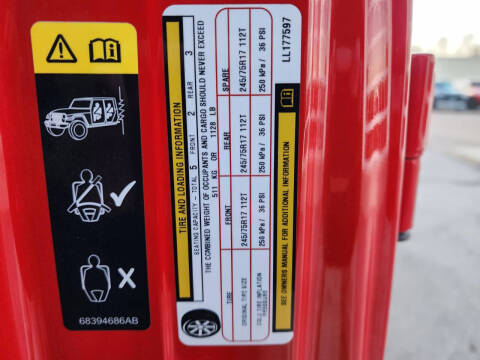 68394686AB
TIRE AND LOADING INFORMATION
SEATING CAPACITY - TOTAL 5 FRONT 2 REAR 3
THE COMBINED WEIGHT OF OCCUPANTS AND CARGO SHOULD NEVER EXCEED
511 KG OR 1128 LB
TIRE FRONT REAR SPARE
ORIGINAL TIRE SIZE 245/75R17 112T 245/75R17 112T 245/75R17 112T
COLD TIRE INFLATION PRESSURE 250 kPa / 36 PSI 250 kPa / 36 PSI 250 kPa / 36 PSI
SEE OWNERS MANUAL FOR ADDITIONAL INFORMATION
LL177597